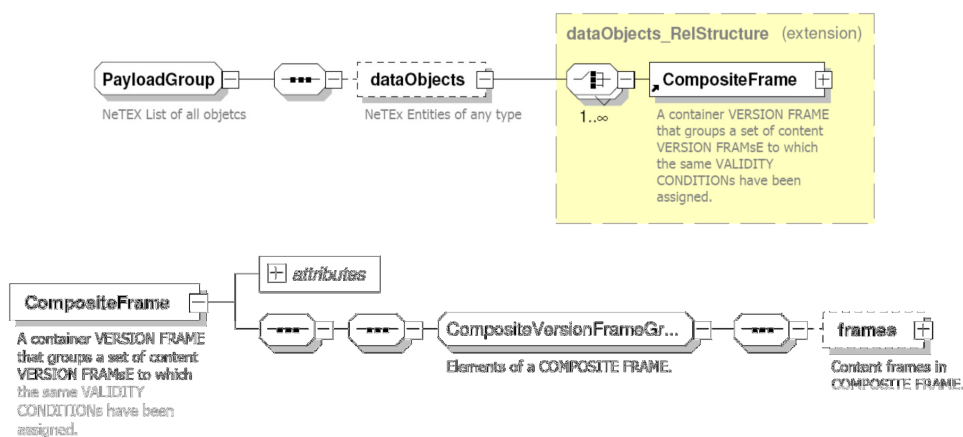 dataObjects_RelStructure (extension)
PayloadGroup
dataObjects
CompositeFrame
NeTEX List of all objetcs
NeTEx Entities of any type
1..∞
A container VERSION FRAME
that groups a set of content
VERSION FRAMsE to which
the same VALIDITY
CONDITIONs have been
assigned.
attributes
CompositeFrame
A container VERSION FRAME
that groups a set of content
VERSION FRAMsE to which
the same VALIDITY
CONDITIONs have been
assigned.
CompositeVersionFrameGr...
Elements of a COMPOSITE FRAME.
frames
Content frames in
COMPOSITE FRAME.